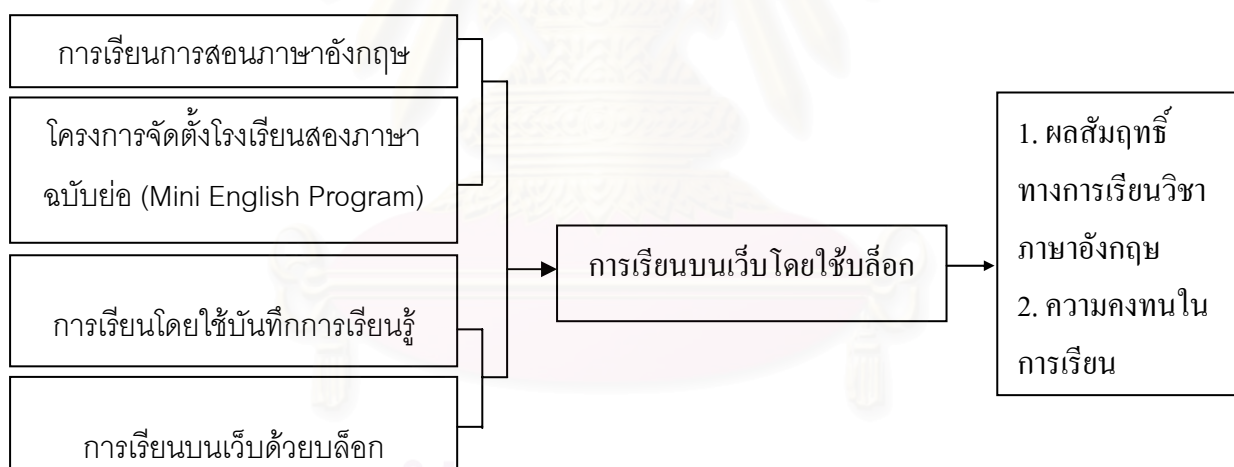 การเรียนการสอนภาษาอังกฤษ
โครงการจัดตั้งโรงเรียนสองภาษา
ฉบับย่อ (Mini English Program)
การเรียนโดยใช้บันทึกการเรียนรู้
การเรียนบนเว็บด้วยบล็อก
การเรียนบนเว็บโดยใช้บล็อก
1. ผลสัมฤทธิ์
ทางการเรียนวิชา
ภาษาอังกฤษ
2. ความคงทนใน
การเรียน